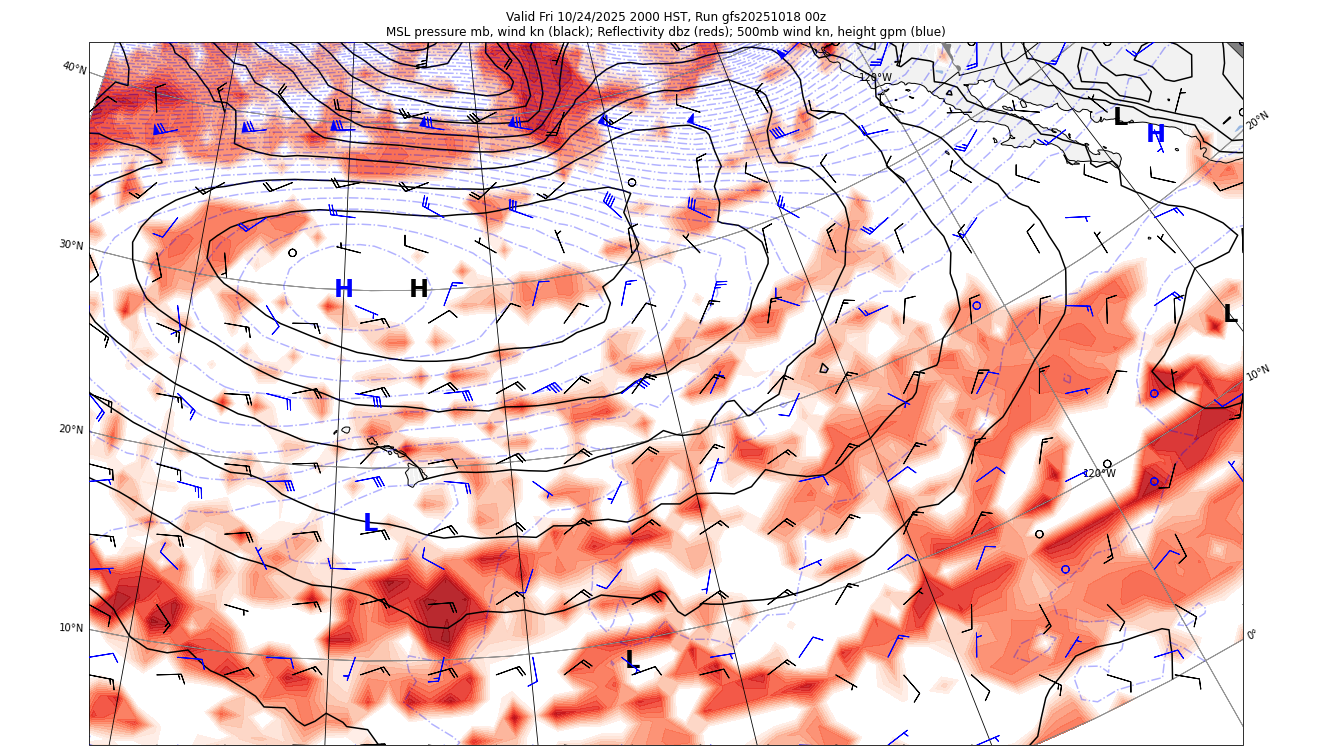 Valid Fri 10/24/2025 2000 HST, Run gfs20251018 00z
MSL pressure mb, wind kn (black); Reflectivity dbz (reds); 500mb wind kn, height gpm (blue)
40°N
120°W
20°N
L
H
30°N
H
H
L
10°N
20°N
120°W
L
10°N
0°
L